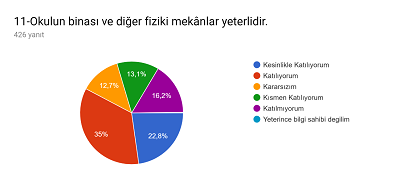 11-Okulun binası ve diğer fiziki mekânlar yeterlidir.
426 yanıt
Kesinlikle Katılıyorum
Katılıyorum
Kararsızım
Kısmen Katılıyorum
Katılmıyorum
Yeterince bilgi sahibi degilim
13,1%
12,7%
16,2%
35%
22,8%